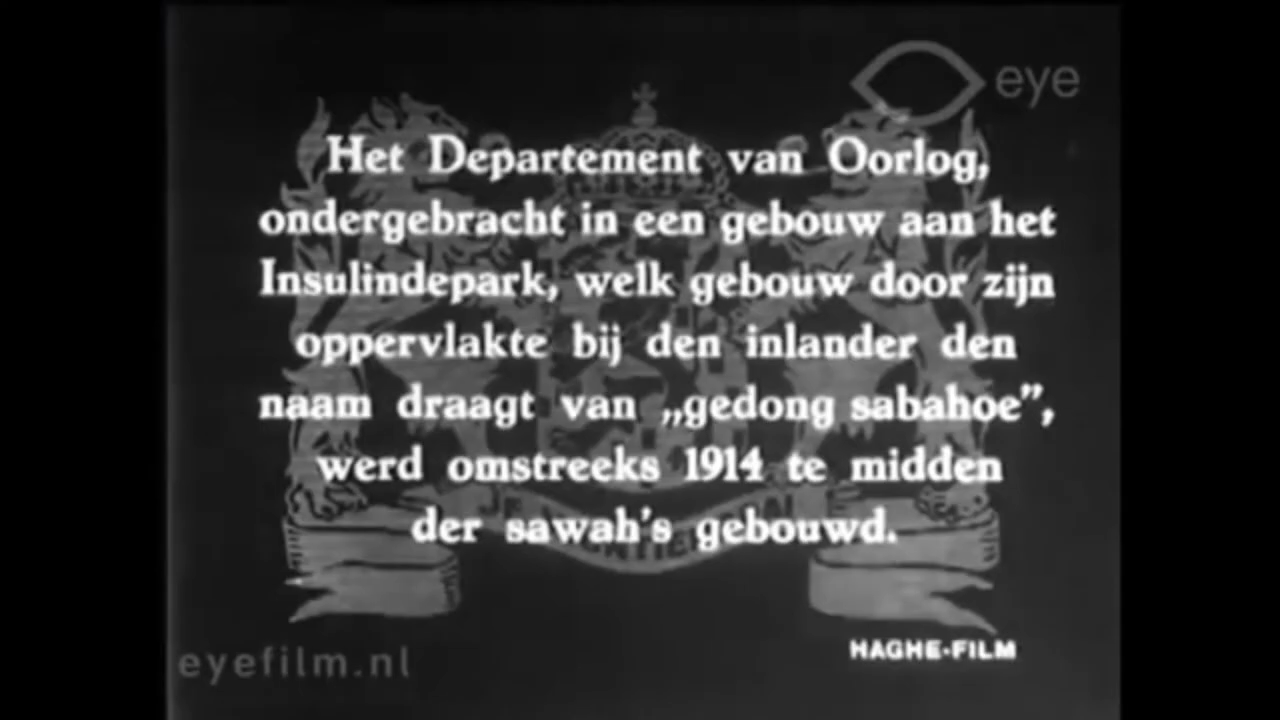 eye
Het Departement van Oorlog,
ondergebracht in een gebouw aan het
Insulindepark, welk gebouw door zijn
oppervlakte bij den inlander den
naam draagt van „gedong sabahoe”,
werd omstreeks 1914 te midden
der sawah's gebouwd.
HAGHE-FILM
eyefilm.nl